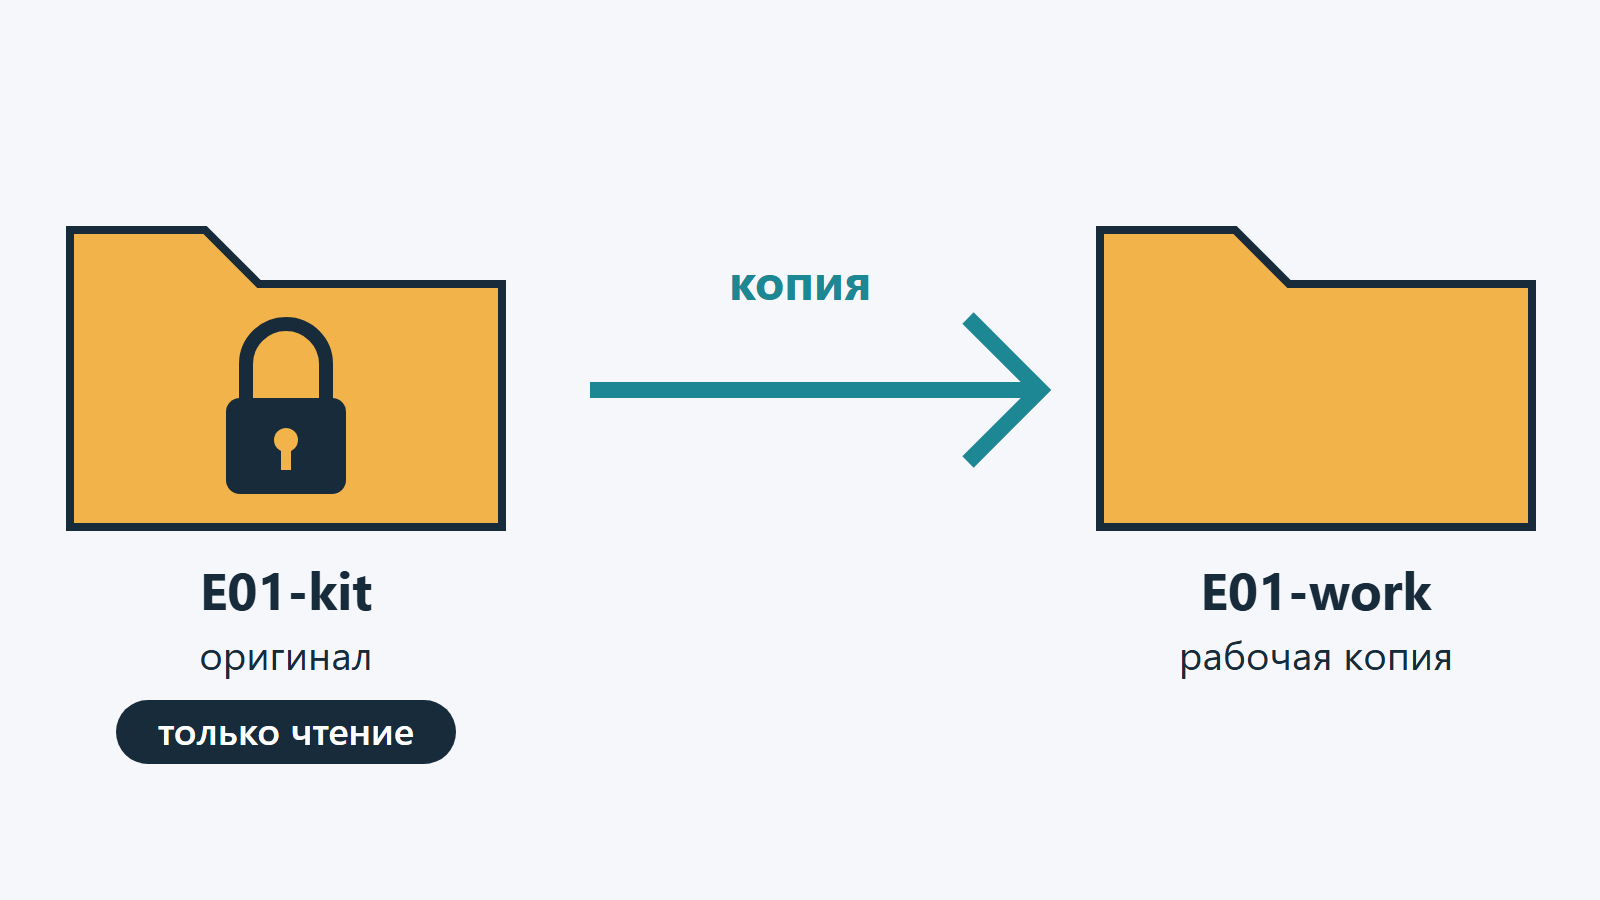 копия
E01-kit
оригинал
только чтение
E01-work
рабочая копия